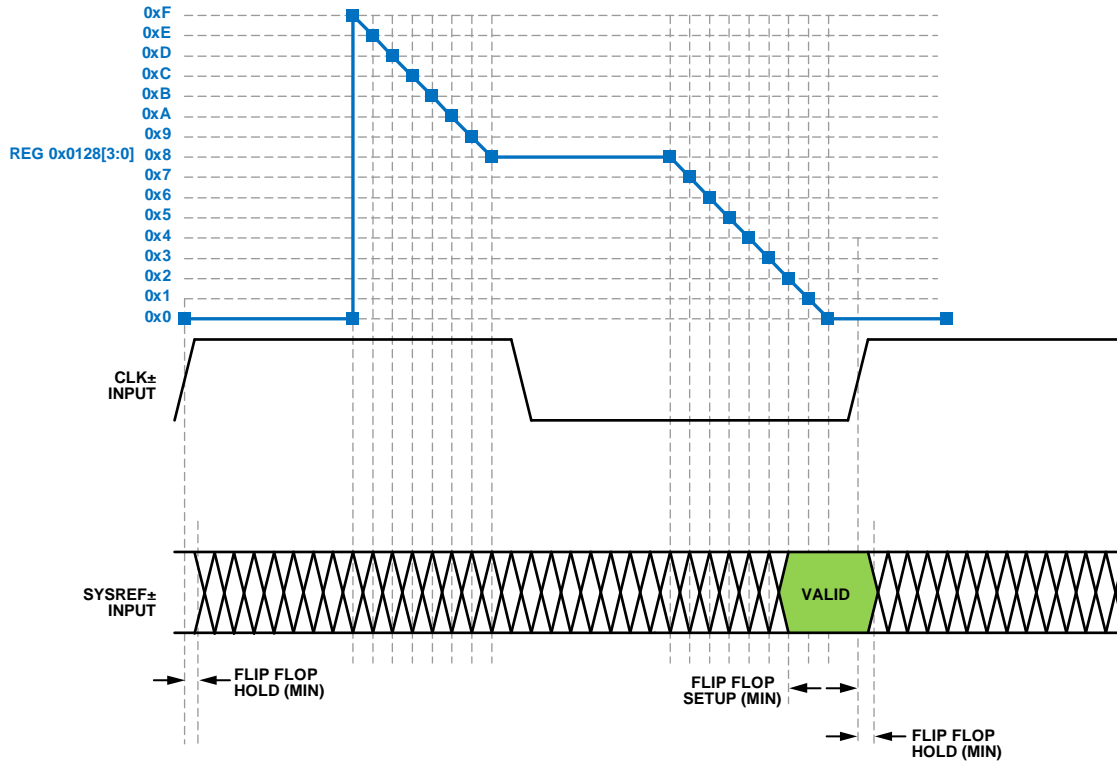 0xF
0xE
0xD
0xC
0xB
0xA
0x9
REG 0x0128[3:0] 0x8
0x7
0x6
0x5
0x4
0x3
0x2
0x1
0x0
CLK±
INPUT
SYSREF±
INPUT
VALID
FLIP FLOP
HOLD (MIN)
FLIP FLOP
SETUP (MIN)
FLIP FLOP
HOLD (MIN)